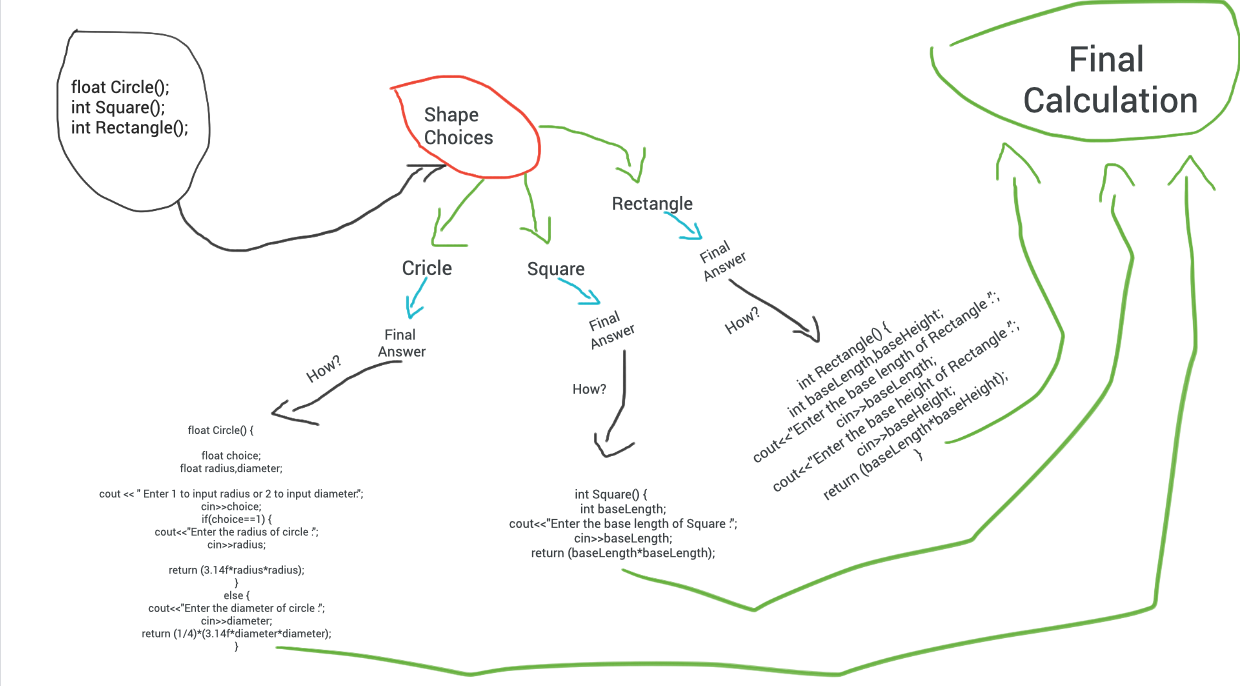 float Circle();
int Square();
int Rectangle();
Shape
Choices
Final
Calculation
Rectangle
Final
Answer
How?
Cricle
Final
Answer
How?
Square
Final
Answer
How?
float Circle() {
float choice;
float radius,diameter;
cout << " Enter 1 to input radius or 2 to input diameter:";
cin>>choice;
if(choice==1) {
cout<<"Enter the radius of circle :";
cin>>radius;
return (3.14f*radius*radius);
}
else {
cout<<"Enter the diameter of circle :";
cin>>diameter;
return (1/4)*(3.14f*diameter*diameter);
}
int Square() {
int baseLength;
cout<<"Enter the base length of Square :";
cin>>baseLength;
return (baseLength*baseLength);
int Rectangle() {
int baseLength,baseHeight;
cout<<"Enter the base length of Rectangle :";
cin>>baseLength;
cout<<"Enter the base height of Rectangle :";
cin>>baseHeight;
return (baseLength*baseHeight);
}